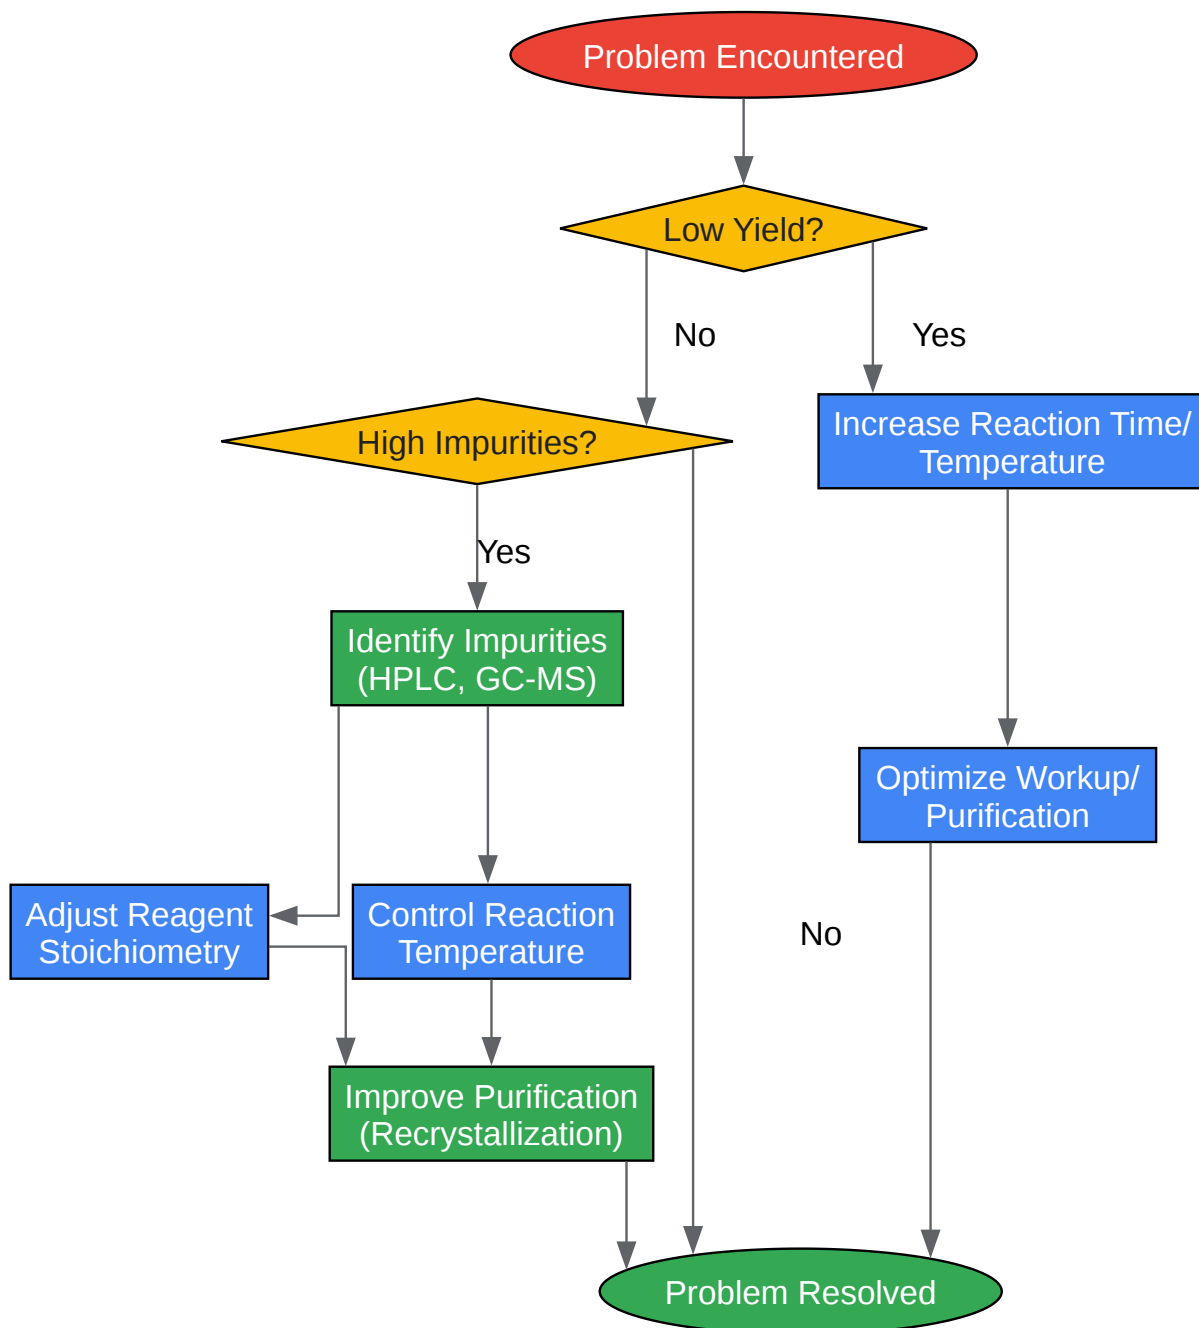 Problem Encountered
Low Yield?
No
Yes
Increase Reaction Time/
Temperature
High Impurities?
Yes
Identify Impurities
(HPLC, GC-MS)
Optimize Workup/
Purification
Adjust Reagent
Stoichiometry
Control Reaction
Temperature
No
Improve Purification
(Recrystallization)
Problem Resolved